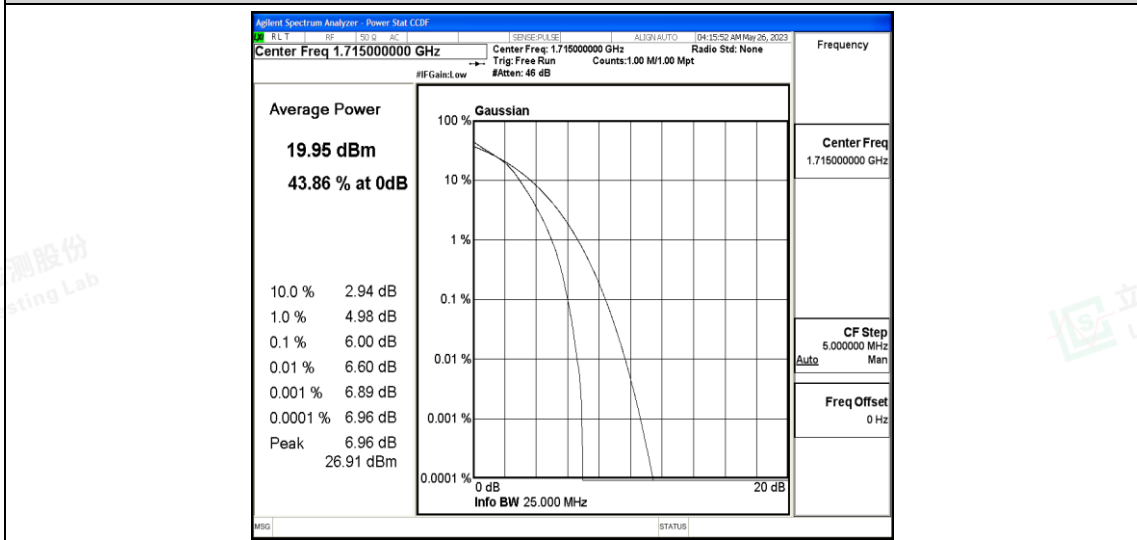 Agilent Spectrum Analyzer - Power Stat CCDF
LXI RLT RF 50 Ω AC SENSE:PULSE ALIGN AUTO 04:15:52 AM May 26, 2023
Center Freq 1.715000000 GHz
Center Freq: 1.715000000 GHz
Radio Std: None
Trig: Free Run
Counts:1.00 M/1.00 Mpt
#IFGain:Low
#Atten: 46 dB
Average Power
19.95 dBm
43.86 % at 0dB
10.0 % 2.94 dB
1.0 % 4.98 dB
0.1 % 6.00 dB
0.01 % 6.60 dB
0.001 % 6.89 dB
0.0001 % 6.96 dB
Peak 6.96 dB
26.91 dBm
Gaussian
100 %
10 %
1 %
0.1 %
0.01 %
0.001 %
0.0001 %
0 dB
20 dB
Info BW 25.000 MHz
Frequency
Center Freq
1.715000000 GHz
CF Step
5.000000 MHz
Auto Man
Freq Offset
0 Hz
MSG
STATUS
测股份
sting Lab
立